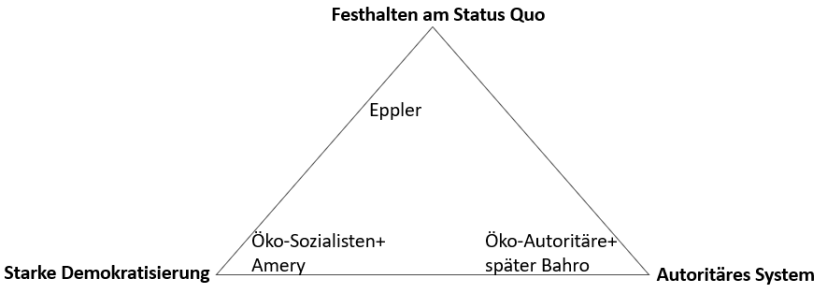 Festhalten am Status Quo
Eppler
Öko-Sozialisten+
Amery
Öko-Autoritäre+
später Bahro
Starke Demokratisierung
Autoritäres System